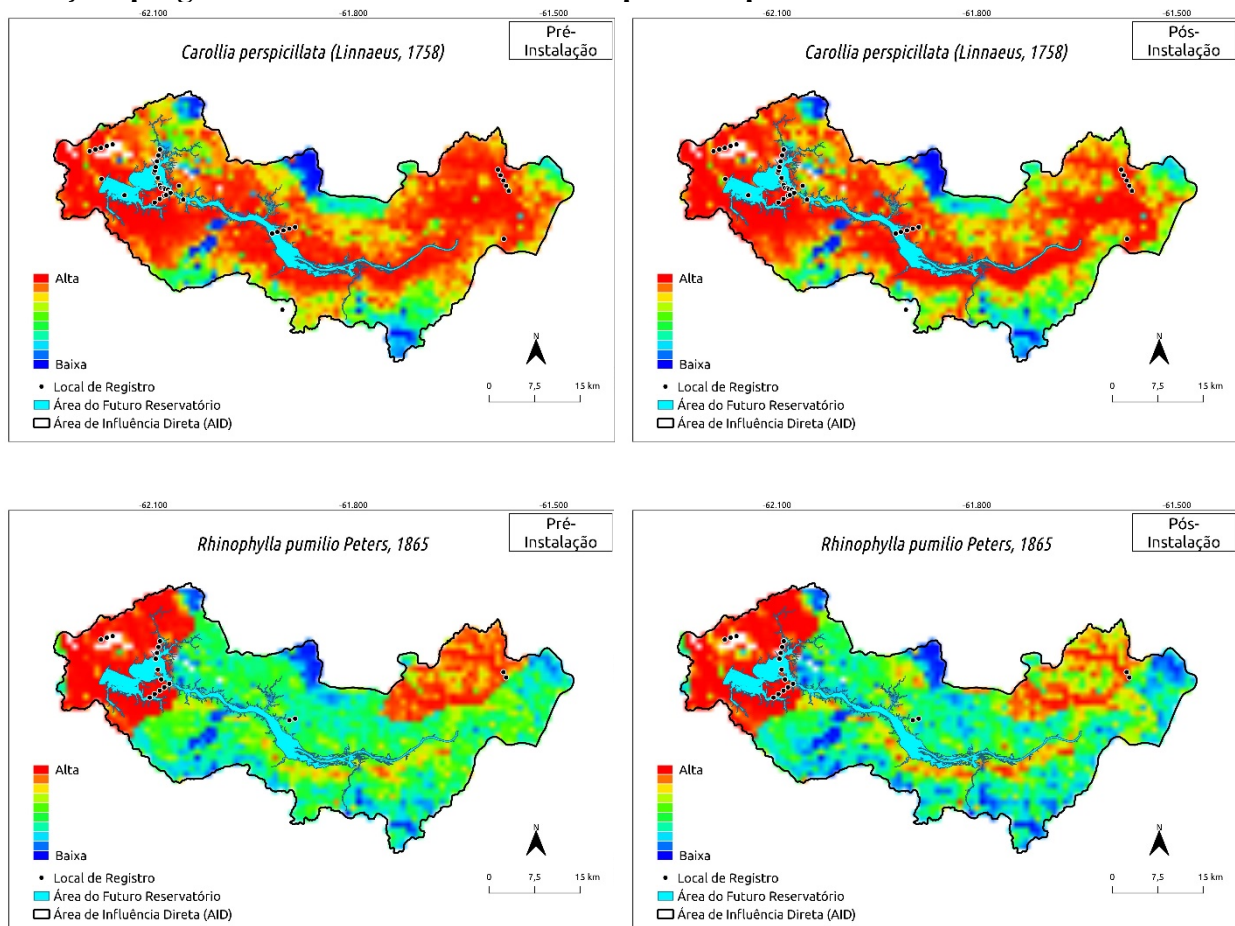 -62.100 -61.800 -61.500
Pré-
Instalação
Carollia perspicillata (Linnaeus, 1758)
Alta
Baixa
Local de Registro
Área do Futuro Reservatório
Área de Influência Direta (AID)
N
0 7,5 15 km
-62.100 -61.800 -61.500
Pós-
Instalação
Carollia perspicillata (Linnaeus, 1758)
Alta
Baixa
Local de Registro
Área do Futuro Reservatório
Área de Influência Direta (AID)
N
0 7,5 15 km
-62.100 -61.800 -61.500
Pré-
Instalação
Rhinophylla pumilio Peters, 1865
Alta
Baixa
Local de Registro
Área do Futuro Reservatório
Área de Influência Direta (AID)
N
0 7,5 15 km
-62.100 -61.800 -61.500
Pós-
Instalação
Rhinophylla pumilio Peters, 1865
Alta
Baixa
Local de Registro
Área do Futuro Reservatório
Área de Influência Direta (AID)
N
0 7,5 15 km